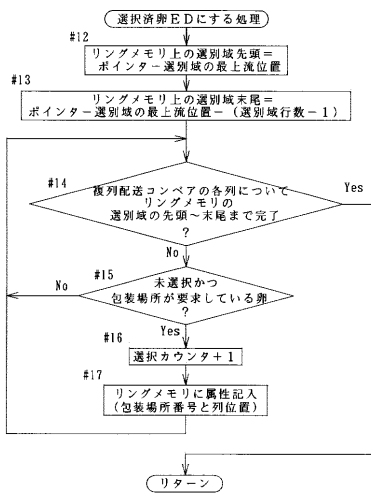 選択済卵EDにする処理
#12
リングメモリ上の選別域先頭=
ポインター選別域の最上流位置
#13
リングメモリ上の選別域末尾=
ポインター選別域の最上流位置-(選別域行数-1)
#14
複列配送コンベアの各列について
リングメモリの
選別域の先頭~末尾まで完了
?
Yes
No
#15
未選択かつ
包装場所が要求している卵
?
No
Yes
#16
選択カウンタ+1
#17
リングメモリに属性記入
(包装場所番号と列位置)
リターン